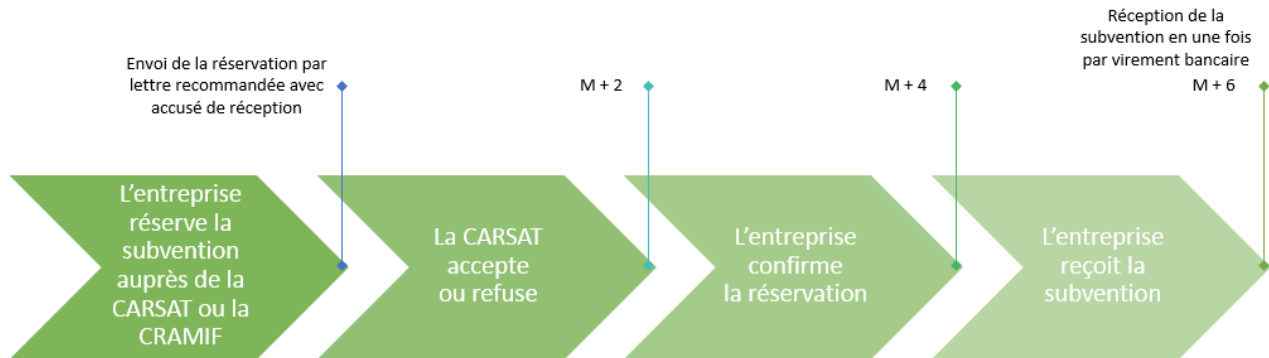 Envoi de la réservation par
lettre recommandée avec
accusé de réception
M + 2
M + 4
Réception de la
subvention en une fois
par virement bancaire
M + 6
L’entreprise
réserve la
subvention
auprès de la
CARSAT ou la
CRAMIF
La CARSAT
accepte
ou refuse
L’entreprise
confirme
la réservation
L’entreprise
reçoit la
subvention